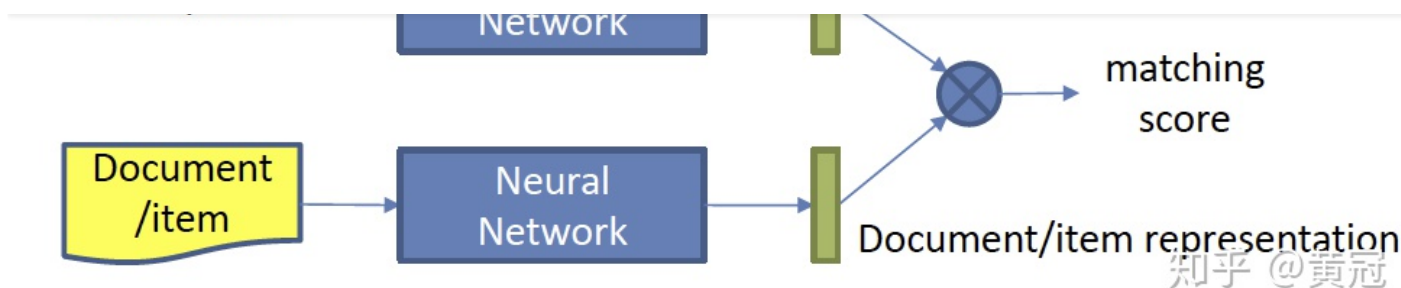 Network
matching
score
Document
/item
Neural
Network
Document/item representation
知乎 @黄冠